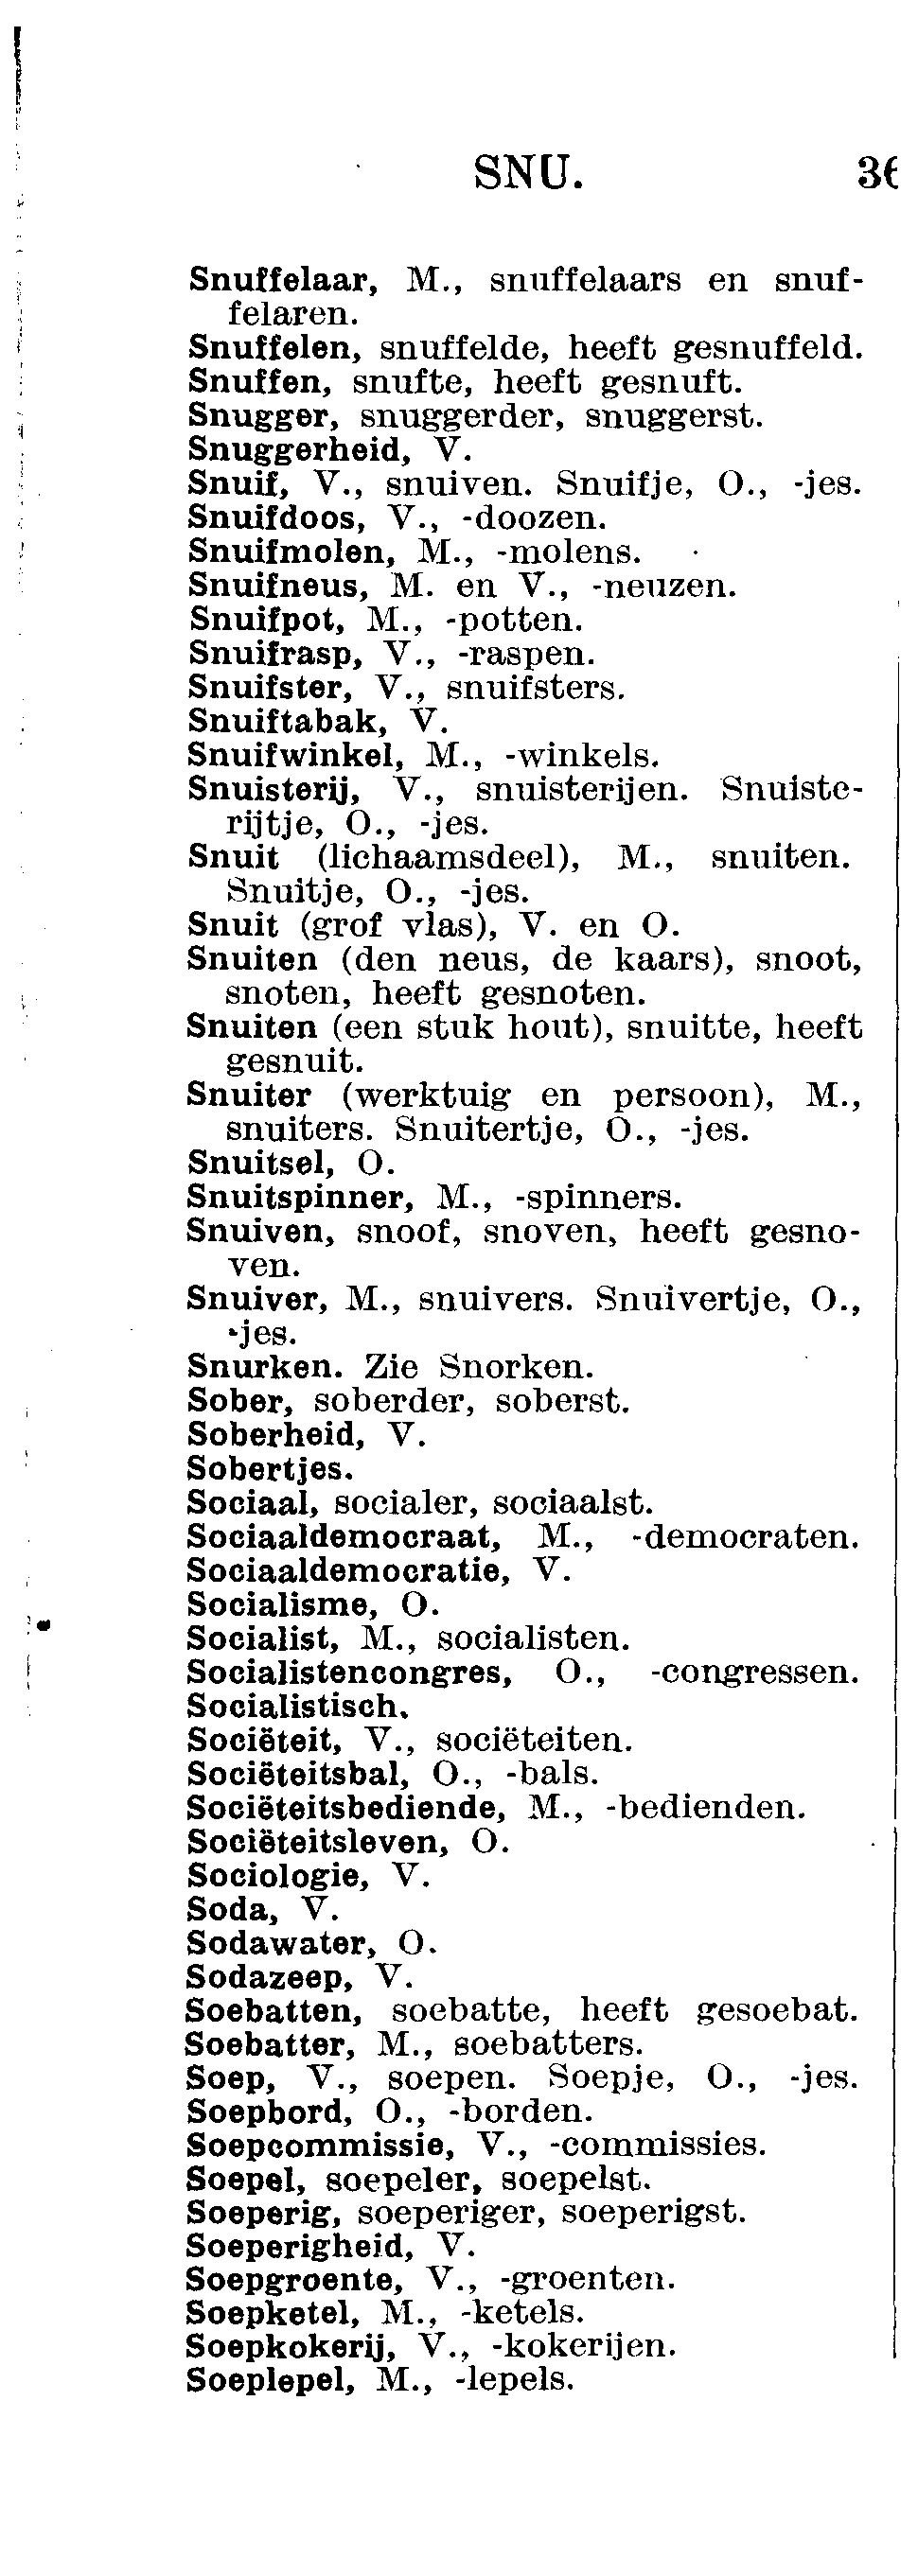 SNU.
Snuffelaar, M., snuffelaars en snuf-
felaren.
Snuffelen, snuffelde, heeft gesnuffeld.
Snuffen, snufte, heeft gesnuft.
Snugger, snuggerder, snuggerst.
Snuggerheid, V.
Snuif, V., snuiven. Snuifje, O., -jes.
Snuifdoos, V., -doozen.
Snuifmolen, M., -molens.
Snuifneus, M. en V., -neuzen.
Snuifpot, M., -potten.
Snuifrasp, V., -raspen.
Snuifster, V., snuifsters.
Snuiftabak, V.
Snuifwinkel, M., -winkels.
Snuisterij, V., snuisterijen. Snuiste-
rijtje, O., -jes.
Snuit (lichaamsdeel), M., snuiten.
Snuitje, O., -jes.
Snuit (grof vlas), V. en O.
Snuiten (den neus, de kaars), snoot,
snoten, heeft gesnoten.
Snuiten (een stuk hout), snuitte, heeft
gesnuit.
Snuiter (werktuig en persoon), M.,
snuiters. Snuitertje, O., -jes.
Snuitsel, O.
Snuitspinner, M., -spinners.
Snuiven, snoof, snoven, heeft gesno-
ven.
Snuiver, M., snuivers. Snuivertje, O.,
-jes.
Snurken. Zie Snorken.
Sober, soberder, soberst.
Soberheid, V.
Sobertjes.
Sociaal, socialer, sociaalst.
Sociaaldemocraat, M., -democraten.
Sociaaldemocratie, V.
Socialisme, O.
Socialist, M., socialisten.
Socialistencongres, O., -congressen.
Socialistisch.
Sociëteit, V., sociëteiten.
Sociëteitsbal, O., -bals.
Sociëteitsbediende, M., -bedienden.
Sociëteitsleven, O.
Sociologie, V.
Soda, V.
Sodawater, O.
Sodazeep, V.
Soebatten, soebatte, heeft gesoebat.
Soebatter, M., soebatters.
Soep, V., soepen. Soepje, O., -jes.
Soepbord, O., -borden.
Soepcommissie, V., -commissies.
Soepel, soepeler, soepelst.
Soeperig, soeperiger, soeperigst.
Soeperigheid, V.
Soepgroente, V., -groenten.
Soepketel, M., -ketels.
Soepkokerij, V., -kokerijen.
Soeplepel, M., -lepels.